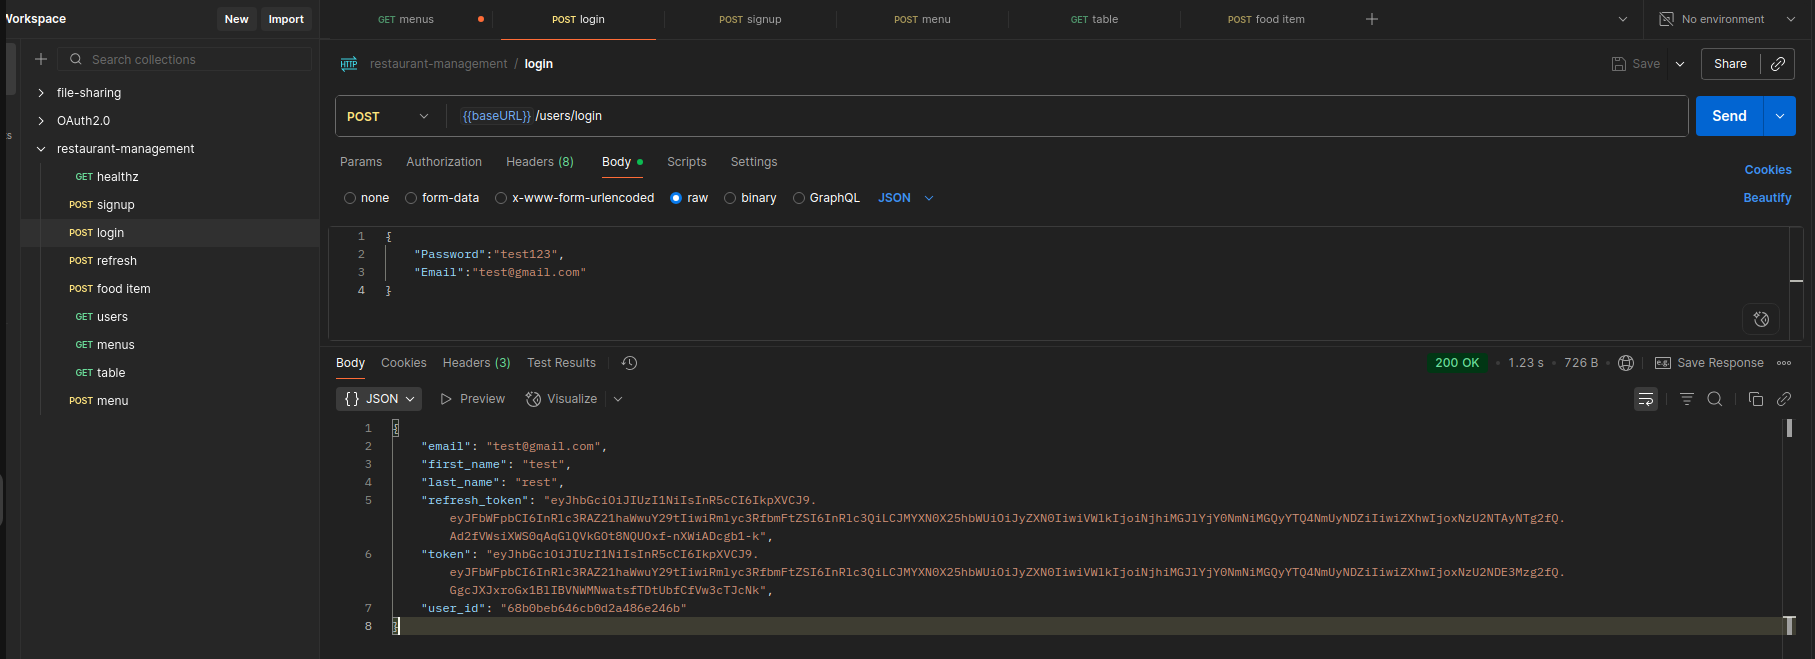 Workspace
New
Import
GET menus
POST login
POST signup
POST menu
GET table
POST food item
No environment
Search collections
file-sharing
OAuth2.0
restaurant-management
GET healthz
POST signup
POST login
POST refresh
POST food item
GET users
GET menus
GET table
POST menu
s
HTTP
restaurant-management / login
Save
Share
POST
{{baseURL}} /users/login
Send
Params
Authorization
Headers (8)
Body
Scripts
Settings
Cookies
none
form-data
x-www-form-urlencoded
raw
binary
GraphQL
JSON
Beautify
1 {
2 "Password":"test123",
3 "Email":"test@gmail.com"
4 }
Body
Cookies
Headers (3)
Test Results
200 OK
1.23 s
726 B
e.g.
Save Response
{} JSON
Preview
Visualize
1 {
2 "email": "test@gmail.com",
3 "first_name": "test",
4 "last_name": "rest",
5 "refresh_token": "eyJhbGciOiJIUzI1NiIsInR5cCI6IkpXVCJ9.
eyJFbWFpbCI6InRlc3RAZ21haWwuY29tIiwiRmlyc3RfbmFtZSI6InRlc3QiLCJMYXN0X25hbWUiOiJyZXN0IiwiVWlkIjoiNjhiMGJlYjY0NmNiMGQyYTQ4NmUyNDZiIiwiZXhwIjoxNzU2NTAyNTg2fQ.
Ad2fVWsiXWS0qAqGlQVkGOt8NQUOxf-nXWiADcgb1-k",
6 "token": "eyJhbGciOiJIUzI1NiIsInR5cCI6IkpXVCJ9.
eyJFbWFpbCI6InRlc3RAZ21haWwuY29tIiwiRmlyc3RfbmFtZSI6InRlc3QiLCJMYXN0X25hbWUiOiJyZXN0IiwiVWlkIjoiNjhiMGJlYjY0NmNiMGQyYTQ4NmUyNDZiIiwiZXhwIjoxNzU2NDE3Mzg2fQ.
GgcJXJxroGx1BlIBVNWMNwatsfTDtUbfCfVw3cTJcNk",
7 "user_id": "68b0beb646cb0d2a486e246b"
8 }